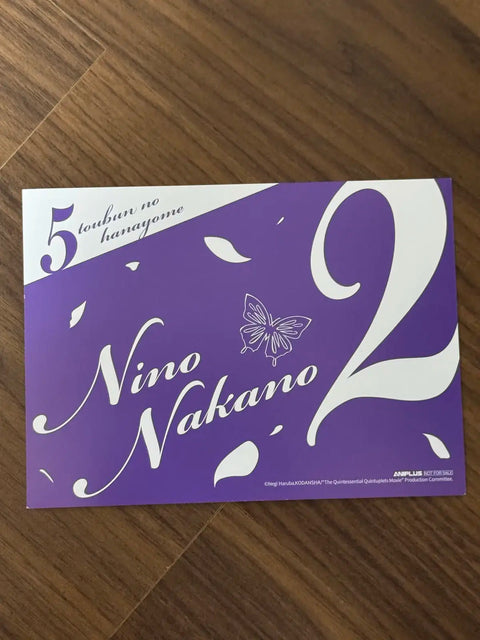 5 toubun no
hanayome
2
Nino
Nakano
ANIPLUS NOT FOR SALE
©Negi Haruba,KODANSHA/"The Quintessential Quintuplets Movie" Production Committee.